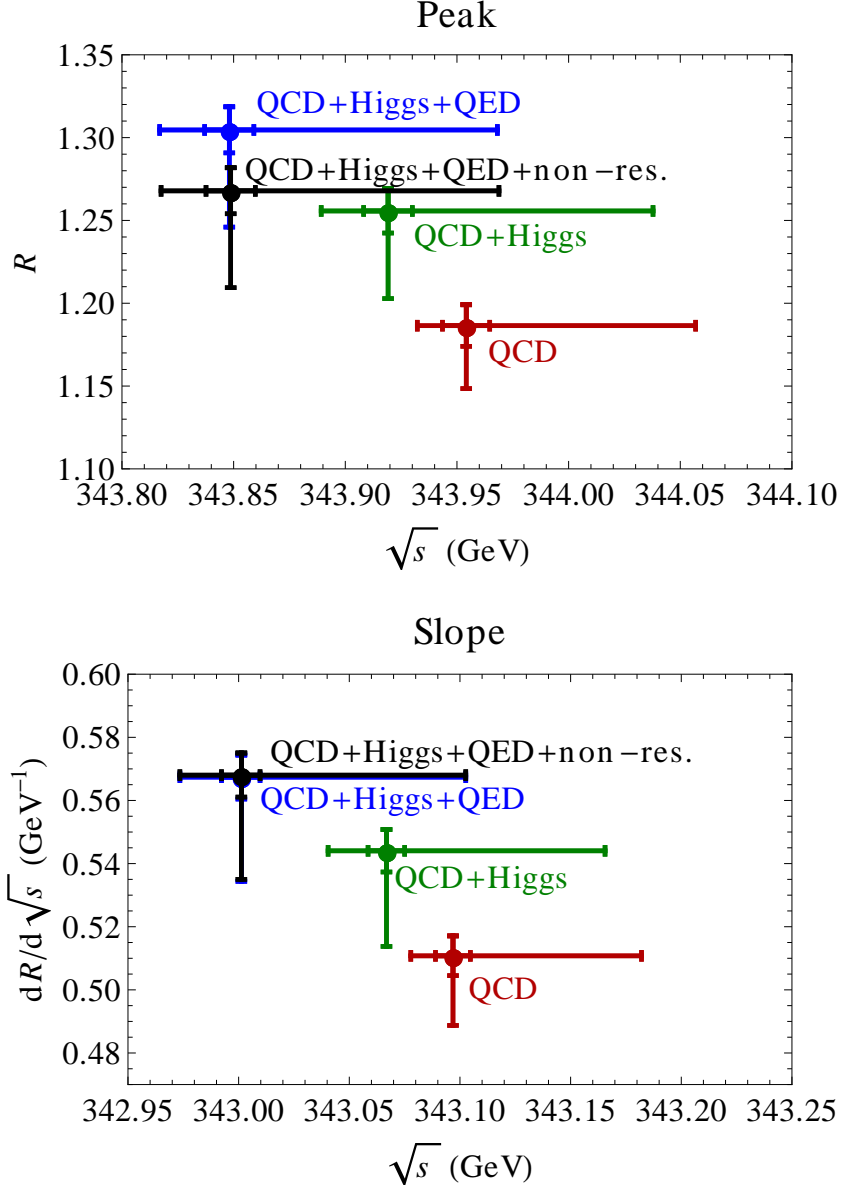 Peak
1.35
1.30
1.25
1.20
1.15
1.10
R
QCD+Higgs+QED
QCD+Higgs+QED+non-res.
QCD+Higgs
QCD
343.80 343.85 343.90 343.95 344.00 344.05 344.10
√s (GeV)
Slope
0.60
0.58
0.56
0.54
0.52
0.50
0.48
dR/d√s (GeV⁻¹)
QCD+Higgs+QED+non-res.
QCD+Higgs+QED
QCD+Higgs
QCD
342.95 343.00 343.05 343.10 343.15 343.20 343.25
√s (GeV)